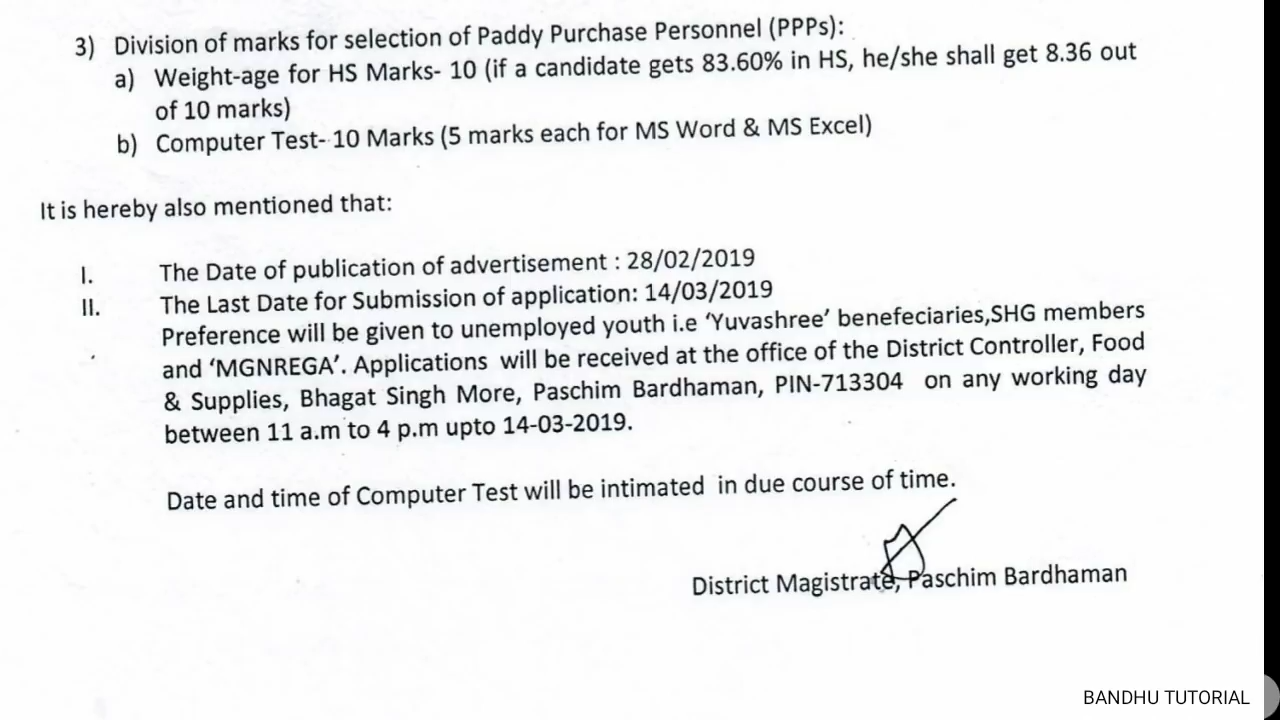 3) Division of marks for selection of Paddy Purchase Personnel (PPPs):
a) Weight-age for HS Marks- 10 (if a candidate gets 83.60% in HS, he/she shall get 8.36 out
of 10 marks)
b) Computer Test- 10 Marks (5 marks each for MS Word & MS Excel)
It is hereby also mentioned that:
I. The Date of publication of advertisement : 28/02/2019
II. The Last Date for Submission of application: 14/03/2019
Preference will be given to unemployed youth i.e ‘Yuvashree’ benefeciaries,SHG members
and ‘MGNREGA’. Applications will be received at the office of the District Controller, Food
& Supplies, Bhagat Singh More, Paschim Bardhaman, PIN-713304 on any working day
between 11 a.m to 4 p.m upto 14-03-2019.
Date and time of Computer Test will be intimated in due course of time.
District Magistrate, Paschim Bardhaman
BANDHU TUTORIAL